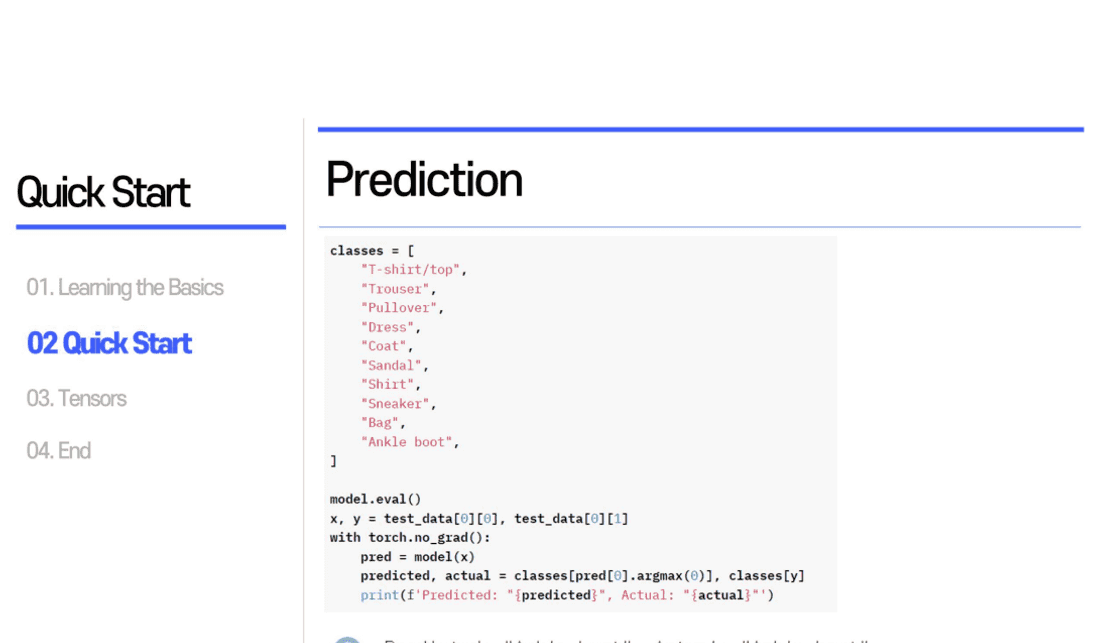 Quick Start
01. Learning the Basics
02 Quick Start
03. Tensors
04. End
Prediction
classes = [
    "T-shirt/top",
    "Trouser",
    "Pullover",
    "Dress",
    "Coat",
    "Sandal",
    "Shirt",
    "Sneaker",
    "Bag",
    "Ankle boot",
]
model.eval()
x, y = test_data[0][0], test_data[0][1]
with torch.no_grad():
    pred = model(x)
    predicted, actual = classes[pred[0].argmax(0)], classes[y]
    print(f'Predicted: "{predicted}", Actual: "{actual}"')